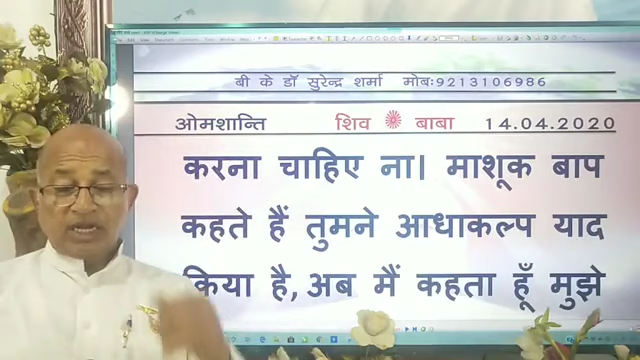 बी के डॉ सुरेन्द्र शर्मा मोबः9213106986
ओमशान्ति शिव बाबा 14.04.2020
करना चाहिए ना। माशूक बाप
कहते हैं तुमने आधाकल्प याद
किया है, अब मैं कहता हूँ मुझे